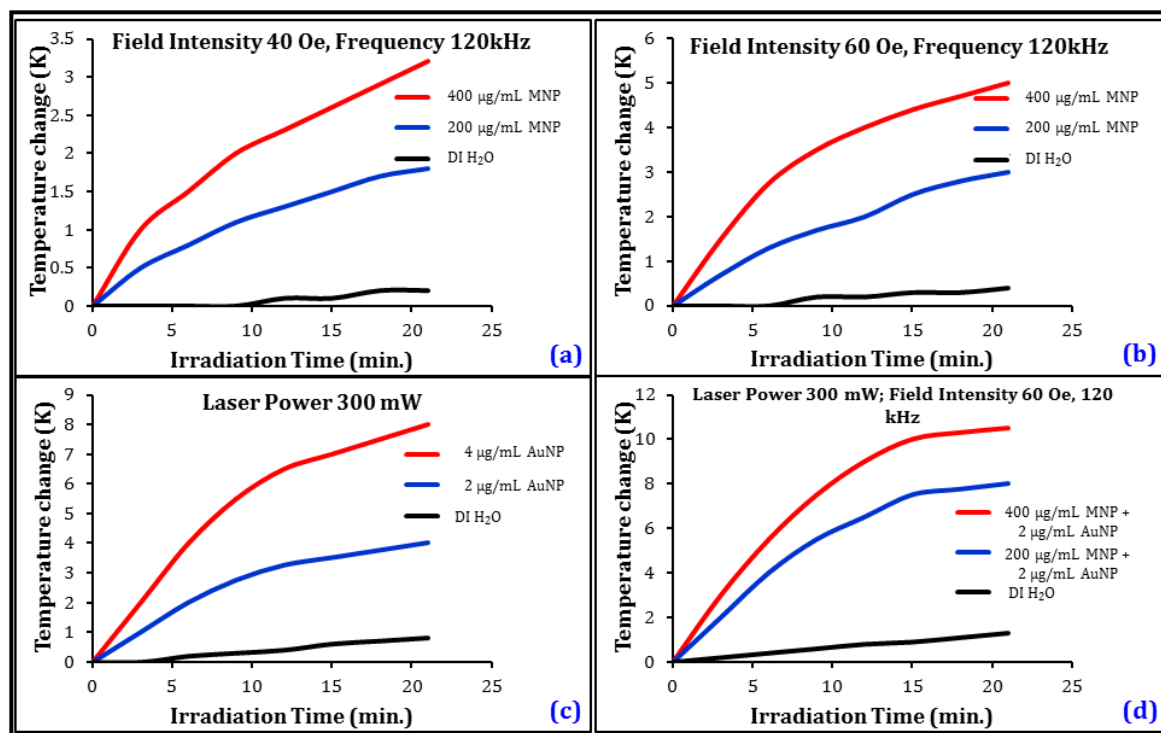 Field Intensity 40 Oe, Frequency 120kHz
Temperature change (K)
3.5
3
2.5
2
1.5
1
0.5
0
400 μg/mL MNP
200 μg/mL MNP
DI H₂O
0 5 10 15 20 25
Irradiation Time (min.)
(a)
Field Intensity 60 Oe, Frequency 120kHz
Temperature change (K)
6
5
4
3
2
1
0
400 μg/mL MNP
200 μg/mL MNP
DI H₂O
0 5 10 15 20 25
Irradiation Time (min.)
(b)
Laser Power 300 mW
Temperature change (K)
9
8
7
6
5
4
3
2
1
0
4 μg/mL AuNP
2 μg/mL AuNP
DI H₂O
0 5 10 15 20 25
Irradiation Time (min.)
(c)
Laser Power 300 mW; Field Intensity 60 Oe, 120
kHz
Temperature change (K)
12
10
8
6
4
2
0
400 μg/mL MNP +
2 μg/mL AuNP
200 μg/mL MNP +
2 μg/mL AuNP
DI H₂O
0 5 10 15 20 25
Irradiation Time (min.)
(d)